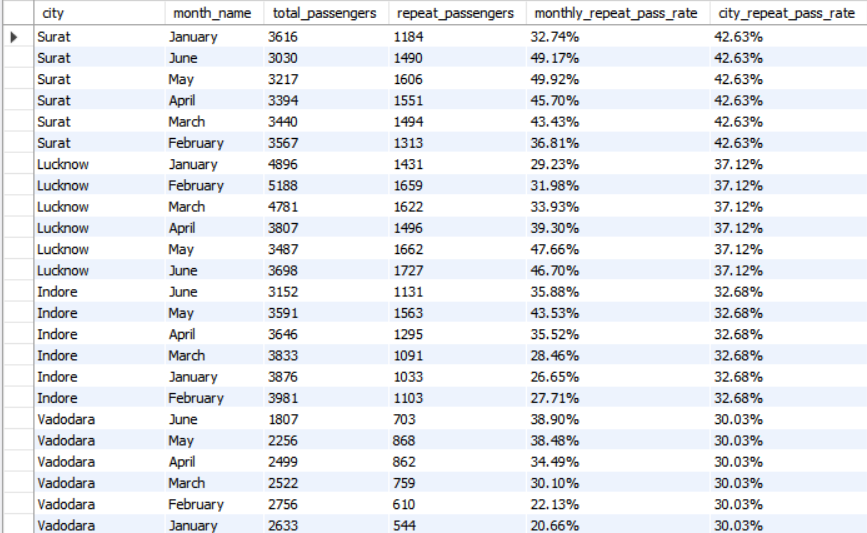 city month_name total_passengers repeat_passengers monthly_repeat_pass_rate city_repeat_pass_rate
Surat January 3616 1184 32.74% 42.63%
Surat June 3030 1490 49.17% 42.63%
Surat May 3217 1606 49.92% 42.63%
Surat April 3394 1551 45.70% 42.63%
Surat March 3440 1494 43.43% 42.63%
Surat February 3567 1313 36.81% 42.63%
Lucknow January 4896 1431 29.23% 37.12%
Lucknow February 5188 1659 31.98% 37.12%
Lucknow March 4781 1622 33.93% 37.12%
Lucknow April 3807 1496 39.30% 37.12%
Lucknow May 3487 1662 47.66% 37.12%
Lucknow June 3698 1727 46.70% 37.12%
Indore June 3152 1131 35.88% 32.68%
Indore May 3591 1563 43.53% 32.68%
Indore April 3646 1295 35.52% 32.68%
Indore March 3833 1091 28.46% 32.68%
Indore January 3876 1033 26.65% 32.68%
Indore February 3981 1103 27.71% 32.68%
Vadodara June 1807 703 38.90% 30.03%
Vadodara May 2256 868 38.48% 30.03%
Vadodara April 2499 862 34.49% 30.03%
Vadodara March 2522 759 30.10% 30.03%
Vadodara February 2756 610 22.13% 30.03%
Vadodara January 2633 544 20.66% 30.03%